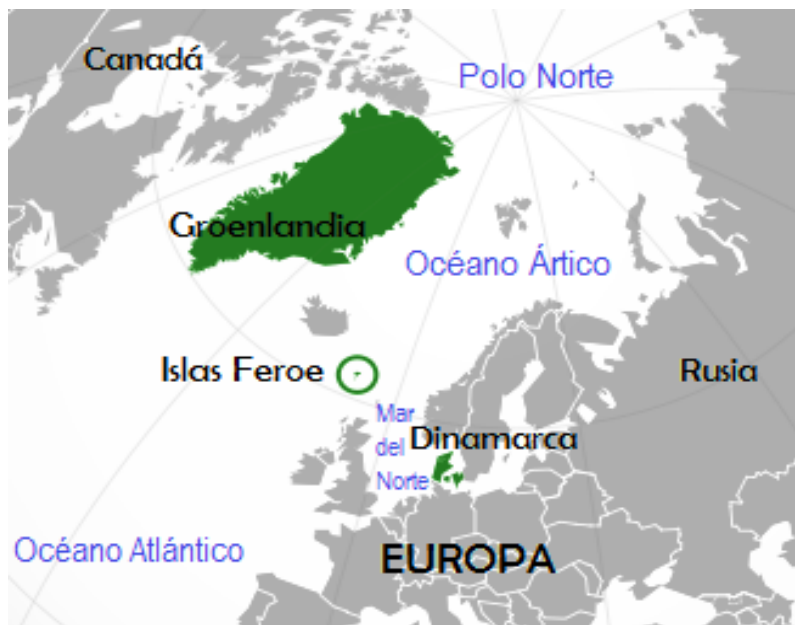 Canadá
Polo Norte
Groenlandia
Océano Ártico
Islas Feroe
Rusia
Mar
del
Norte
Dinamarca
Océano Atlántico
EUROPA